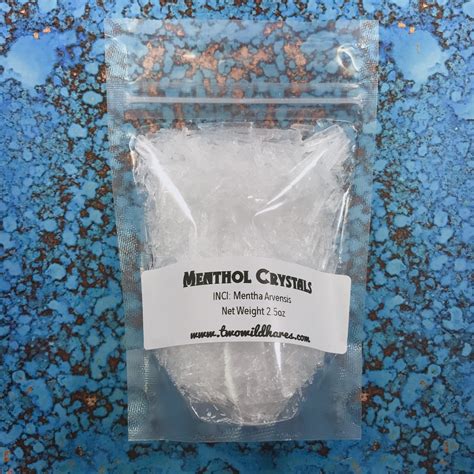 Menthol Crystals
INCI: Mentha Arvensis
Net Weight 2.5oz
www.twowildhares.com